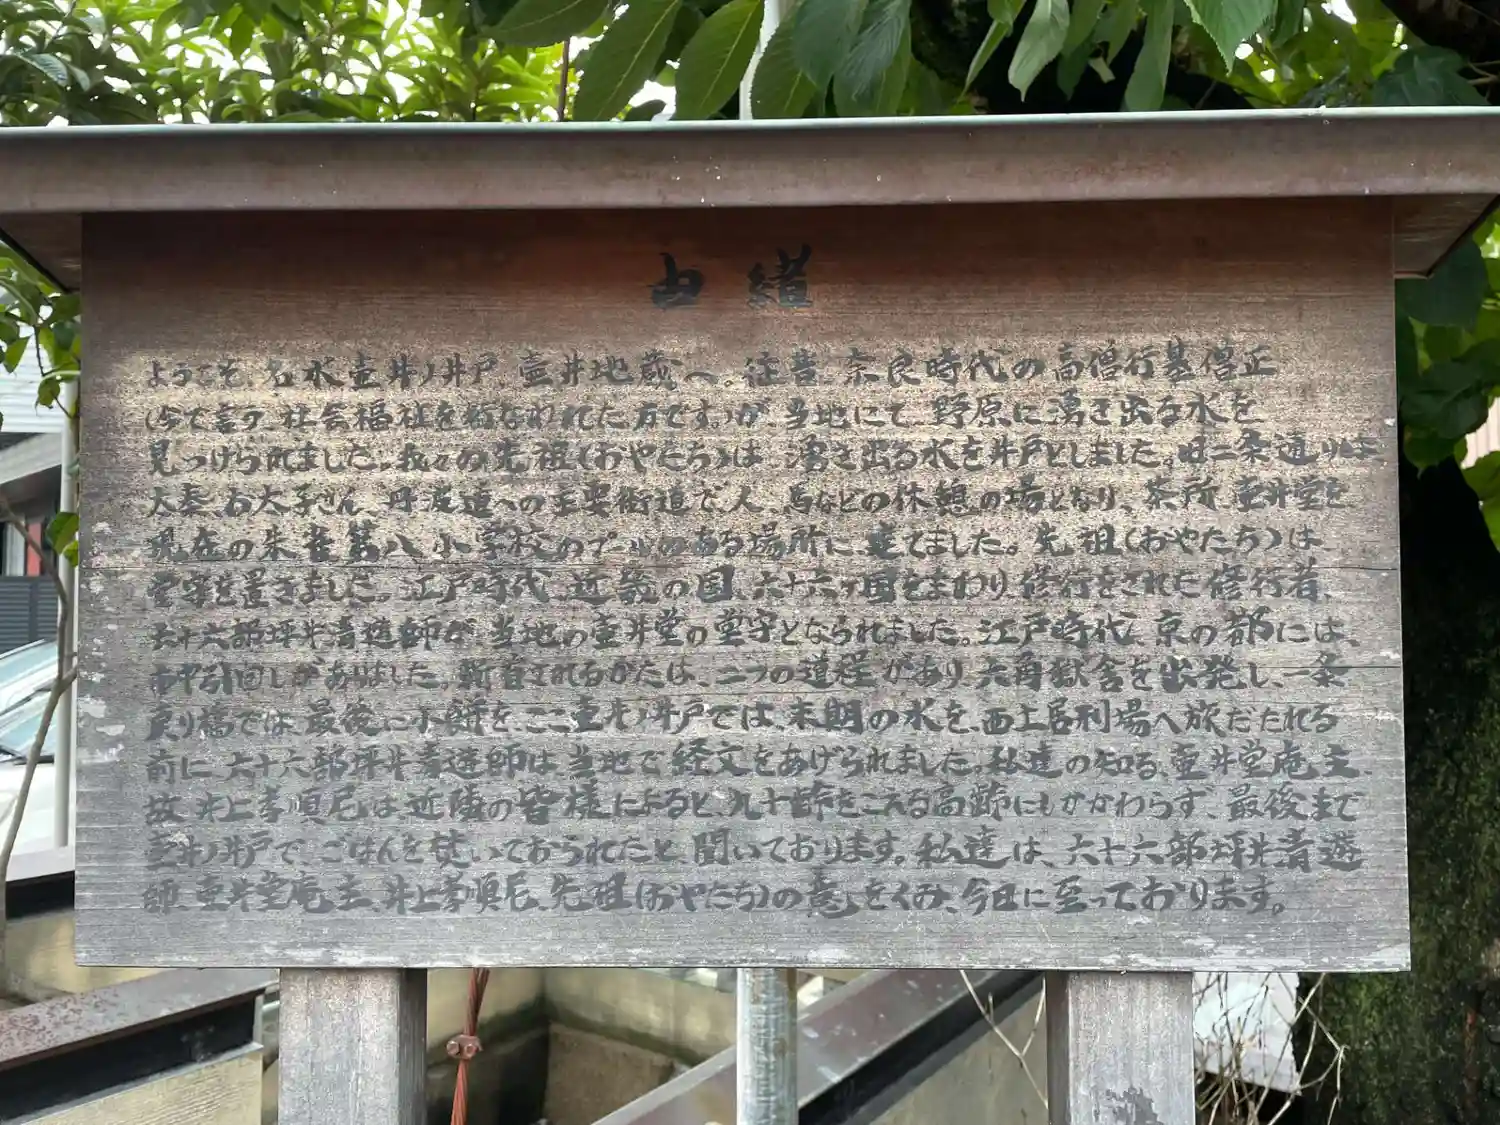 由緒
ようこそ、名水壺井ノ井戸 壺井地蔵へ。往昔、奈良時代の高僧行基僧正
(今で言う、社会福祉を行なわれた方です。)が、当地にて、野原に湧き出る水を
見つけられました。我々の先祖(おやたち)は、湧き出る水を井戸としました。旧二条通りは
太秦、お太子さん、丹波道への主要街道で、人、馬などの休憩の場となり、茶所、壺井堂を
現在の朱雀第八小学校のプールのある場所に、建てました。先祖(おやたち)は、
堂守を置きました。江戸時代、近畿の国、六十六ヶ国をまわり、修行をされた修行者、
六十六部坪井清遊師が、当地の壺井堂の堂守となられました。江戸時代、京の都には、
市中引回しがありました。斬首されるかたは、二つの道程があり、六角獄舎を出発し、一条
戻り橋では、最後に小餅を、ここ壺井ノ井戸では、末期の水を、西土居刑場へ旅だたれる
前に、六十六部坪井清遊師は、当地で経文をあげられました。私達の知る、壺井堂庵主、
故井上孝順尼は、近隣の皆様によると、九十齢をこえる高齢にもかかわらず、最後まで
壺井ノ井戸で、ごはんを焚いておられたと、聞いております。私達は、六十六部坪井清遊
師、壺井堂庵主、井上孝順尼、先祖(おやたち)の意をくみ、今日に至っております。